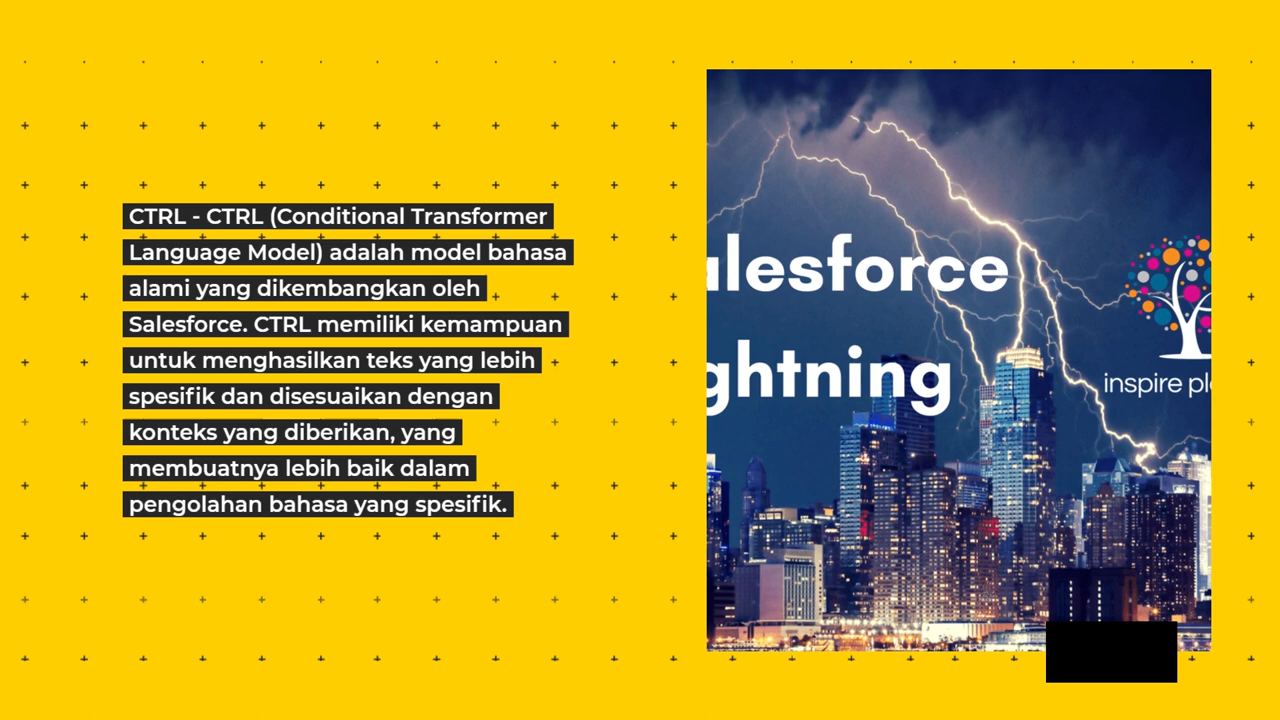 CTRL - CTRL (Conditional Transformer
Language Model) adalah model bahasa
alami yang dikembangkan oleh
Salesforce. CTRL memiliki kemampuan
untuk menghasilkan teks yang lebih
spesifik dan disesuaikan dengan
konteks yang diberikan, yang
membuatnya lebih baik dalam
pengolahan bahasa yang spesifik.
alesforce
ghtning
inspire